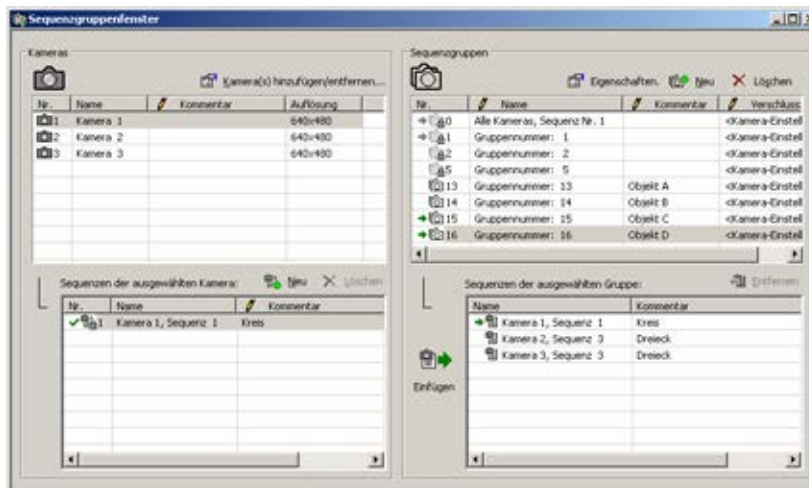 Sequenzgruppenfenster
Kameras
Kamera(s) hinzufügen/entfernen...
Nr. Name Kommentar Auflösung
1 Kamera 1 640x480
2 Kamera 2 640x480
3 Kamera 3 640x480
Sequenzen der ausgewählten Kamera: Neu Löschen
Nr. Name Kommentar
1 Kamera 1, Sequenz 1 Kreis
Sequenzgruppen
Eigenschaften. Neu Löschen
Nr. Name Kommentar Verschluss
0 Alle Kameras, Sequenz Nr. 1 <Kamera-Einstell
1 Gruppennummer: 1 <Kamera-Einstell
2 Gruppennummer: 2 <Kamera-Einstell
5 Gruppennummer: 5 <Kamera-Einstell
13 Gruppennummer: 13 Objekt A <Kamera-Einstell
14 Gruppennummer: 14 Objekt B <Kamera-Einstell
15 Gruppennummer: 15 Objekt C <Kamera-Einstell
16 Gruppennummer: 16 Objekt D <Kamera-Einstell
Sequenzen der ausgewählten Gruppe: Entfernen
Einfügen
Name Kommentar
Kamera 1, Sequenz 1 Kreis
Kamera 2, Sequenz 3 Dreieck
Kamera 3, Sequenz 3 Dreieck